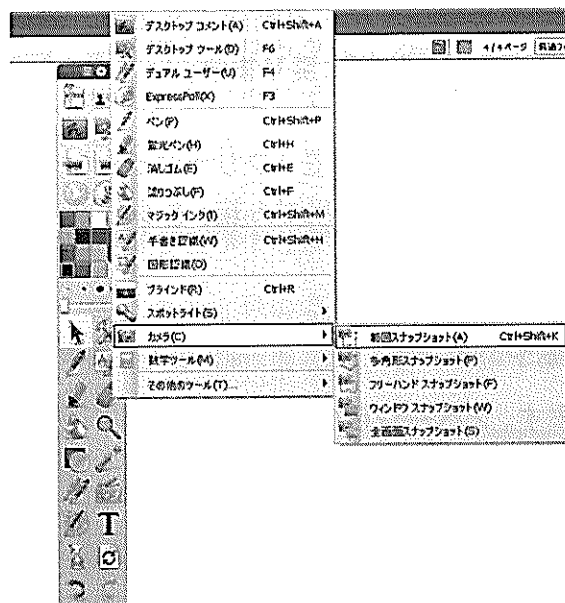 デスクトップ コメント(A) Ctrl+Shift+A
デスクトップ ツール(D) F6
4/4ページ
デュアル ユーザー(U) F4
ExpressPoll(X) F3
ペン(P) Ctrl+Shift+P
蛍光ペン(H) Ctrl+H
消しゴム(E) Ctrl+E
塗りつぶし(F) Ctrl+F
マジック インク(I) Ctrl+Shift+M
手書き認識(W) Ctrl+Shift+H
図形認識(O)
ブラインド(R) Ctrl+R
スポットライト(S)
カメラ(C)
範囲スナップショット(A) Ctrl+Shift+K
数学ツール(M)
多角形スナップショット(P)
その他のツール(T)...
フリーハンド スナップショット(F)
ウィンドウ スナップショット(W)
全画面スナップショット(S)
T